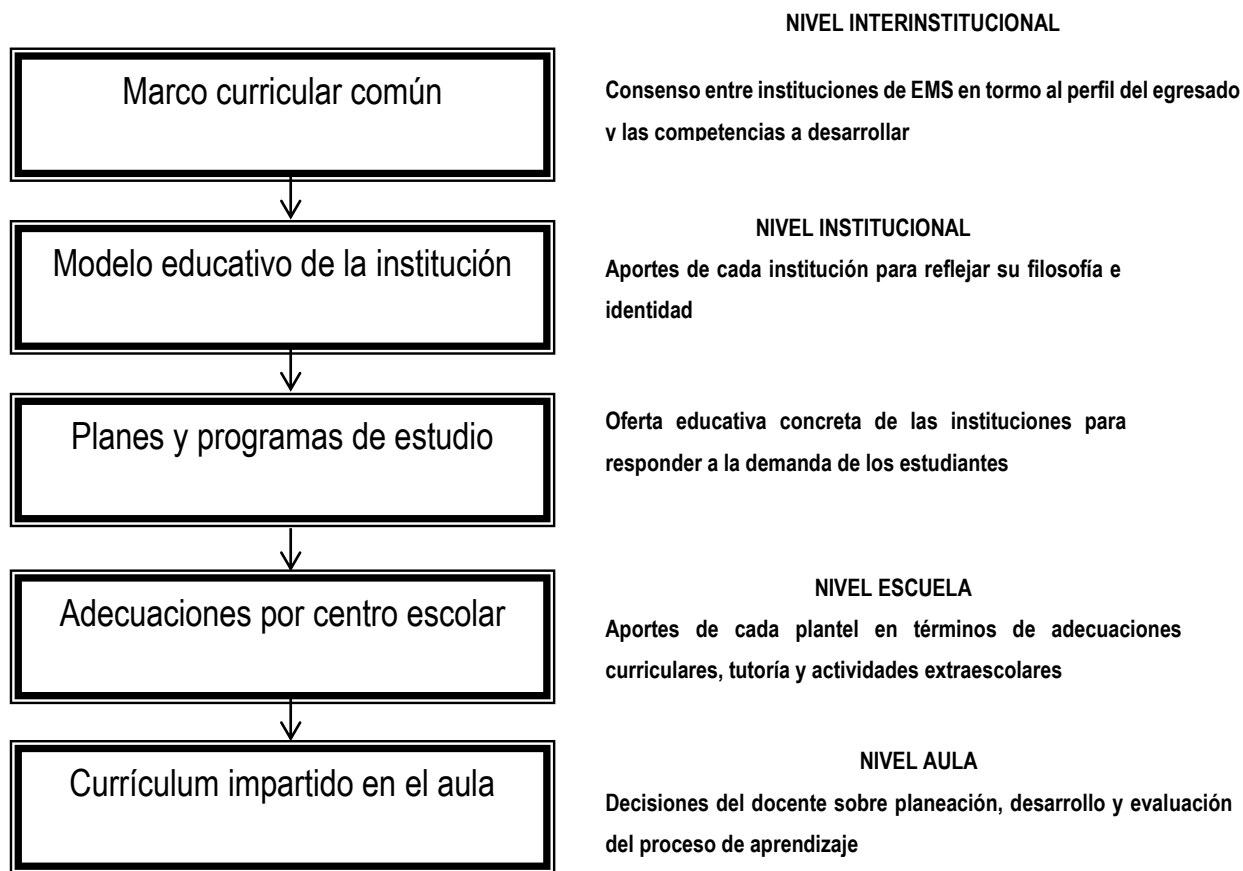 NIVEL INTERINSTITUCIONAL
Marco curricular común
Consenso entre instituciones de EMS en tormo al perfil del egresado
y las competencias a desarrollar
NIVEL INSTITUCIONAL
Modelo educativo de la institución
Aportes de cada institución para reflejar su filosofía e
identidad
Planes y programas de estudio
Oferta educativa concreta de las instituciones para
responder a la demanda de los estudiantes
NIVEL ESCUELA
Adecuaciones por centro escolar
Aportes de cada plantel en términos de adecuaciones
curriculares, tutoría y actividades extraescolares
NIVEL AULA
Currículum impartido en el aula
Decisiones del docente sobre planeación, desarrollo y evaluación
del proceso de aprendizaje